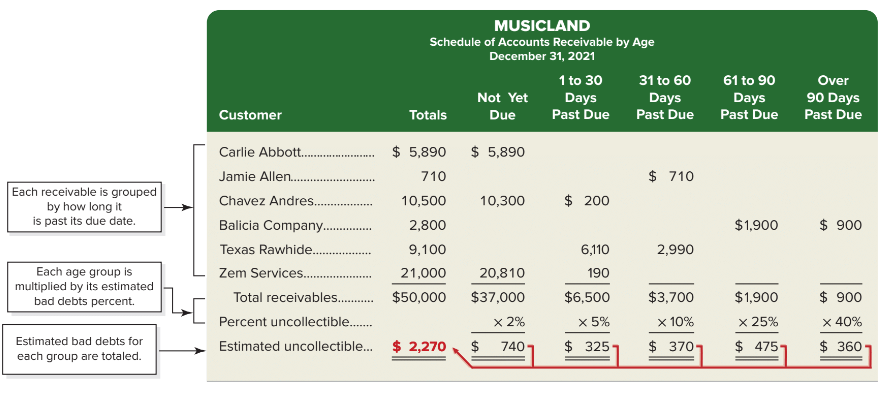 MUSICLAND
Schedule of Accounts Receivable by Age
December 31, 2021
Customer Totals Not Yet Due 1 to 30 Days Past Due 31 to 60 Days Past Due 61 to 90 Days Past Due Over 90 Days Past Due
Carlie Abbott........................ $ 5,890 $ 5,890
Jamie Allen.......................... 710 $ 710
Chavez Andres.................. 10,500 10,300 $ 200
Balicia Company............... 2,800 $1,900 $ 900
Texas Rawhide.................. 9,100 6,110 2,990
Zem Services..................... 21,000 20,810 190
Total receivables........... $50,000 $37,000 $6,500 $3,700 $1,900 $ 900
Percent uncollectible....... × 2% × 5% × 10% × 25% × 40%
Estimated uncollectible... $ 2,270 $ 740 $ 325 $ 370 $ 475 $ 360
Each receivable is grouped
by how long it
is past its due date.
Each age group is
multiplied by its estimated
bad debts percent.
Estimated bad debts for
each group are totaled.